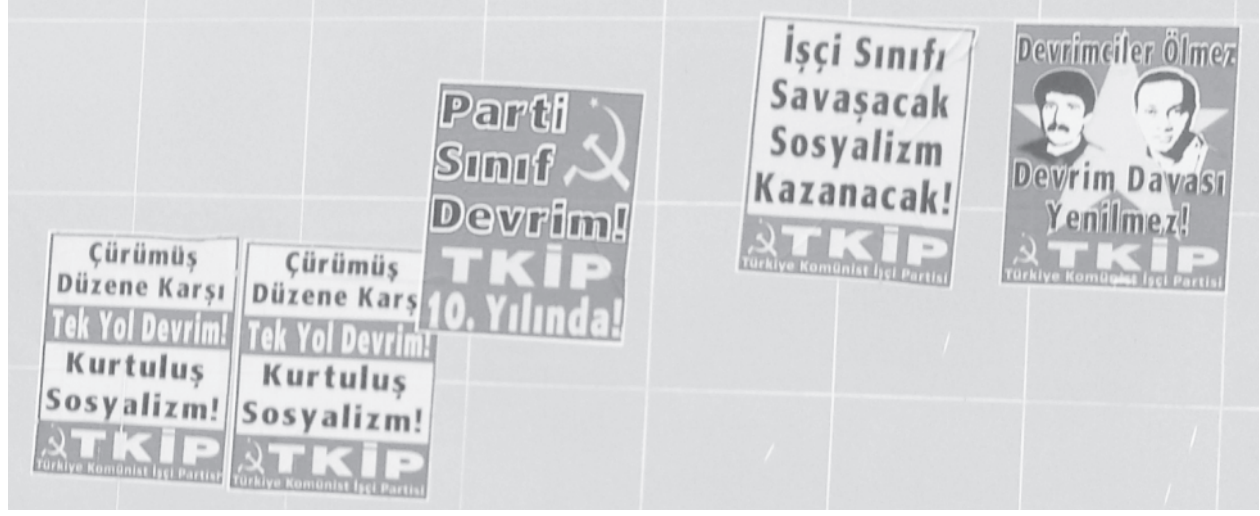 Çürümüş
Düzene Karşı
Tek Yol Devrim!
Kurtuluş
Sosyalizm!
TKİP
Türkiye Komünist İşçi Partisi
Çürümüş
Düzene Karş
Tek Yol Devrim!
Kurtuluş
Sosyalizm!
TKİP
Türkiye Komünist İşçi Partisi
Parti
Sınıf
Devrim!
TKİP
10. Yılında!
İşçi Sınıfı
Savaşacak
Sosyalizm
Kazanacak!
TKİP
Türkiye Komünist İşçi Partisi
Devrimciler Ölmez
Devrim Davası
Yenilmez!
TKİP
Türkiye Komünist İşçi Partisi